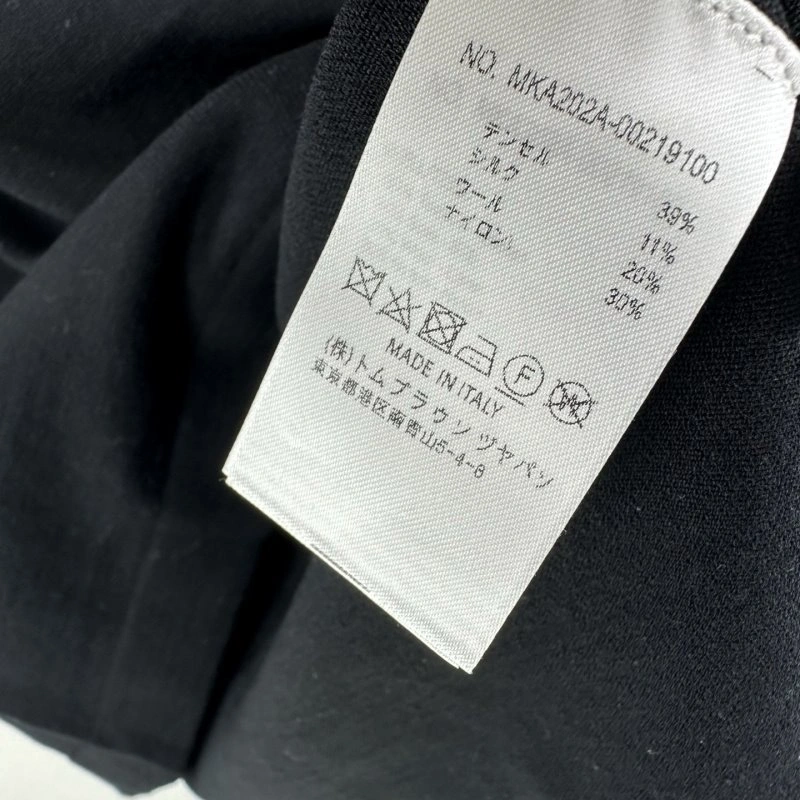 NO. MKA202A-00219100
テンセル 39%
シルク 11%
ウール 20%
ナイロン 30%
F W
MADE IN ITALY
(株)トム ブラウン ヅヤパン
東京都港区南青山5-4-8